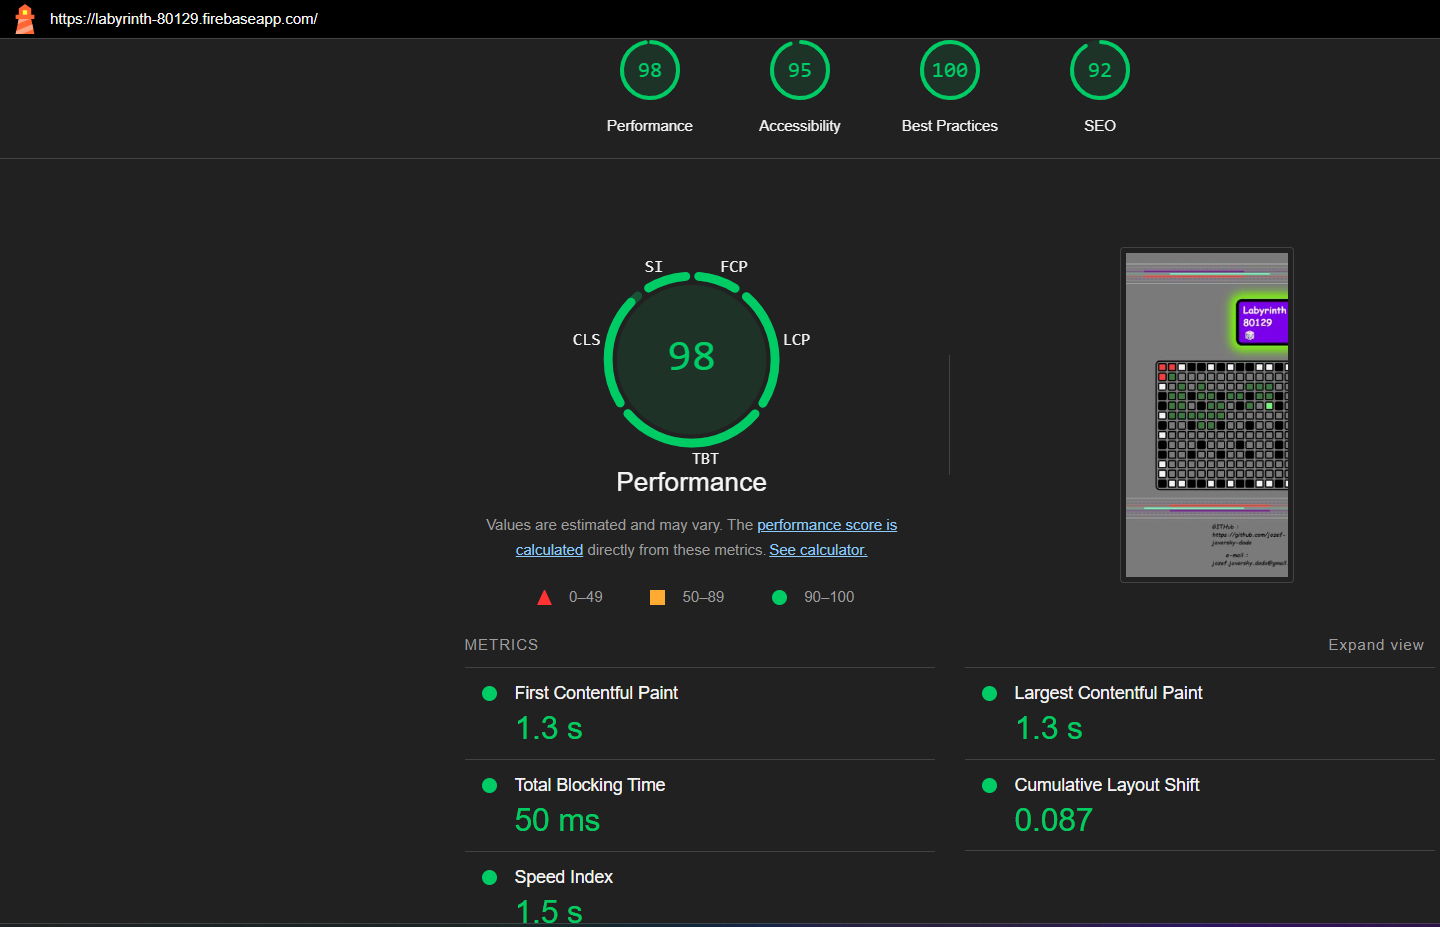 https://labyrinth-80129.firebaseapp.com/
98
95
100
92
Performance
Accessibility
Best Practices
SEO
SI
FCP
CLS
LCP
98
TBT
Performance
Values are estimated and may vary. The performance score is
calculated directly from these metrics. See calculator.
0–49
50–89
90–100
Labyrinth
80129
GITHub :
https://github.com/jozef-
javorsky-dado
e-mail :
jozef.javorsky.dado@gmail.
METRICS
Expand view
First Contentful Paint
1.3 s
Largest Contentful Paint
1.3 s
Total Blocking Time
50 ms
Cumulative Layout Shift
0.087
Speed Index
1.5 s